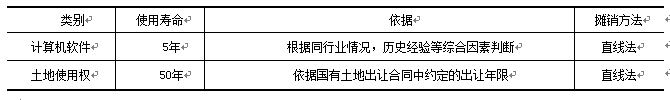 类别 使用寿命 依据 摊销方法
计算机软件 5年 根据同行业情况，历史经验等综合因素判断 直线法
土地使用权 50年 依据国有土地出让合同中约定的出让年限 直线法